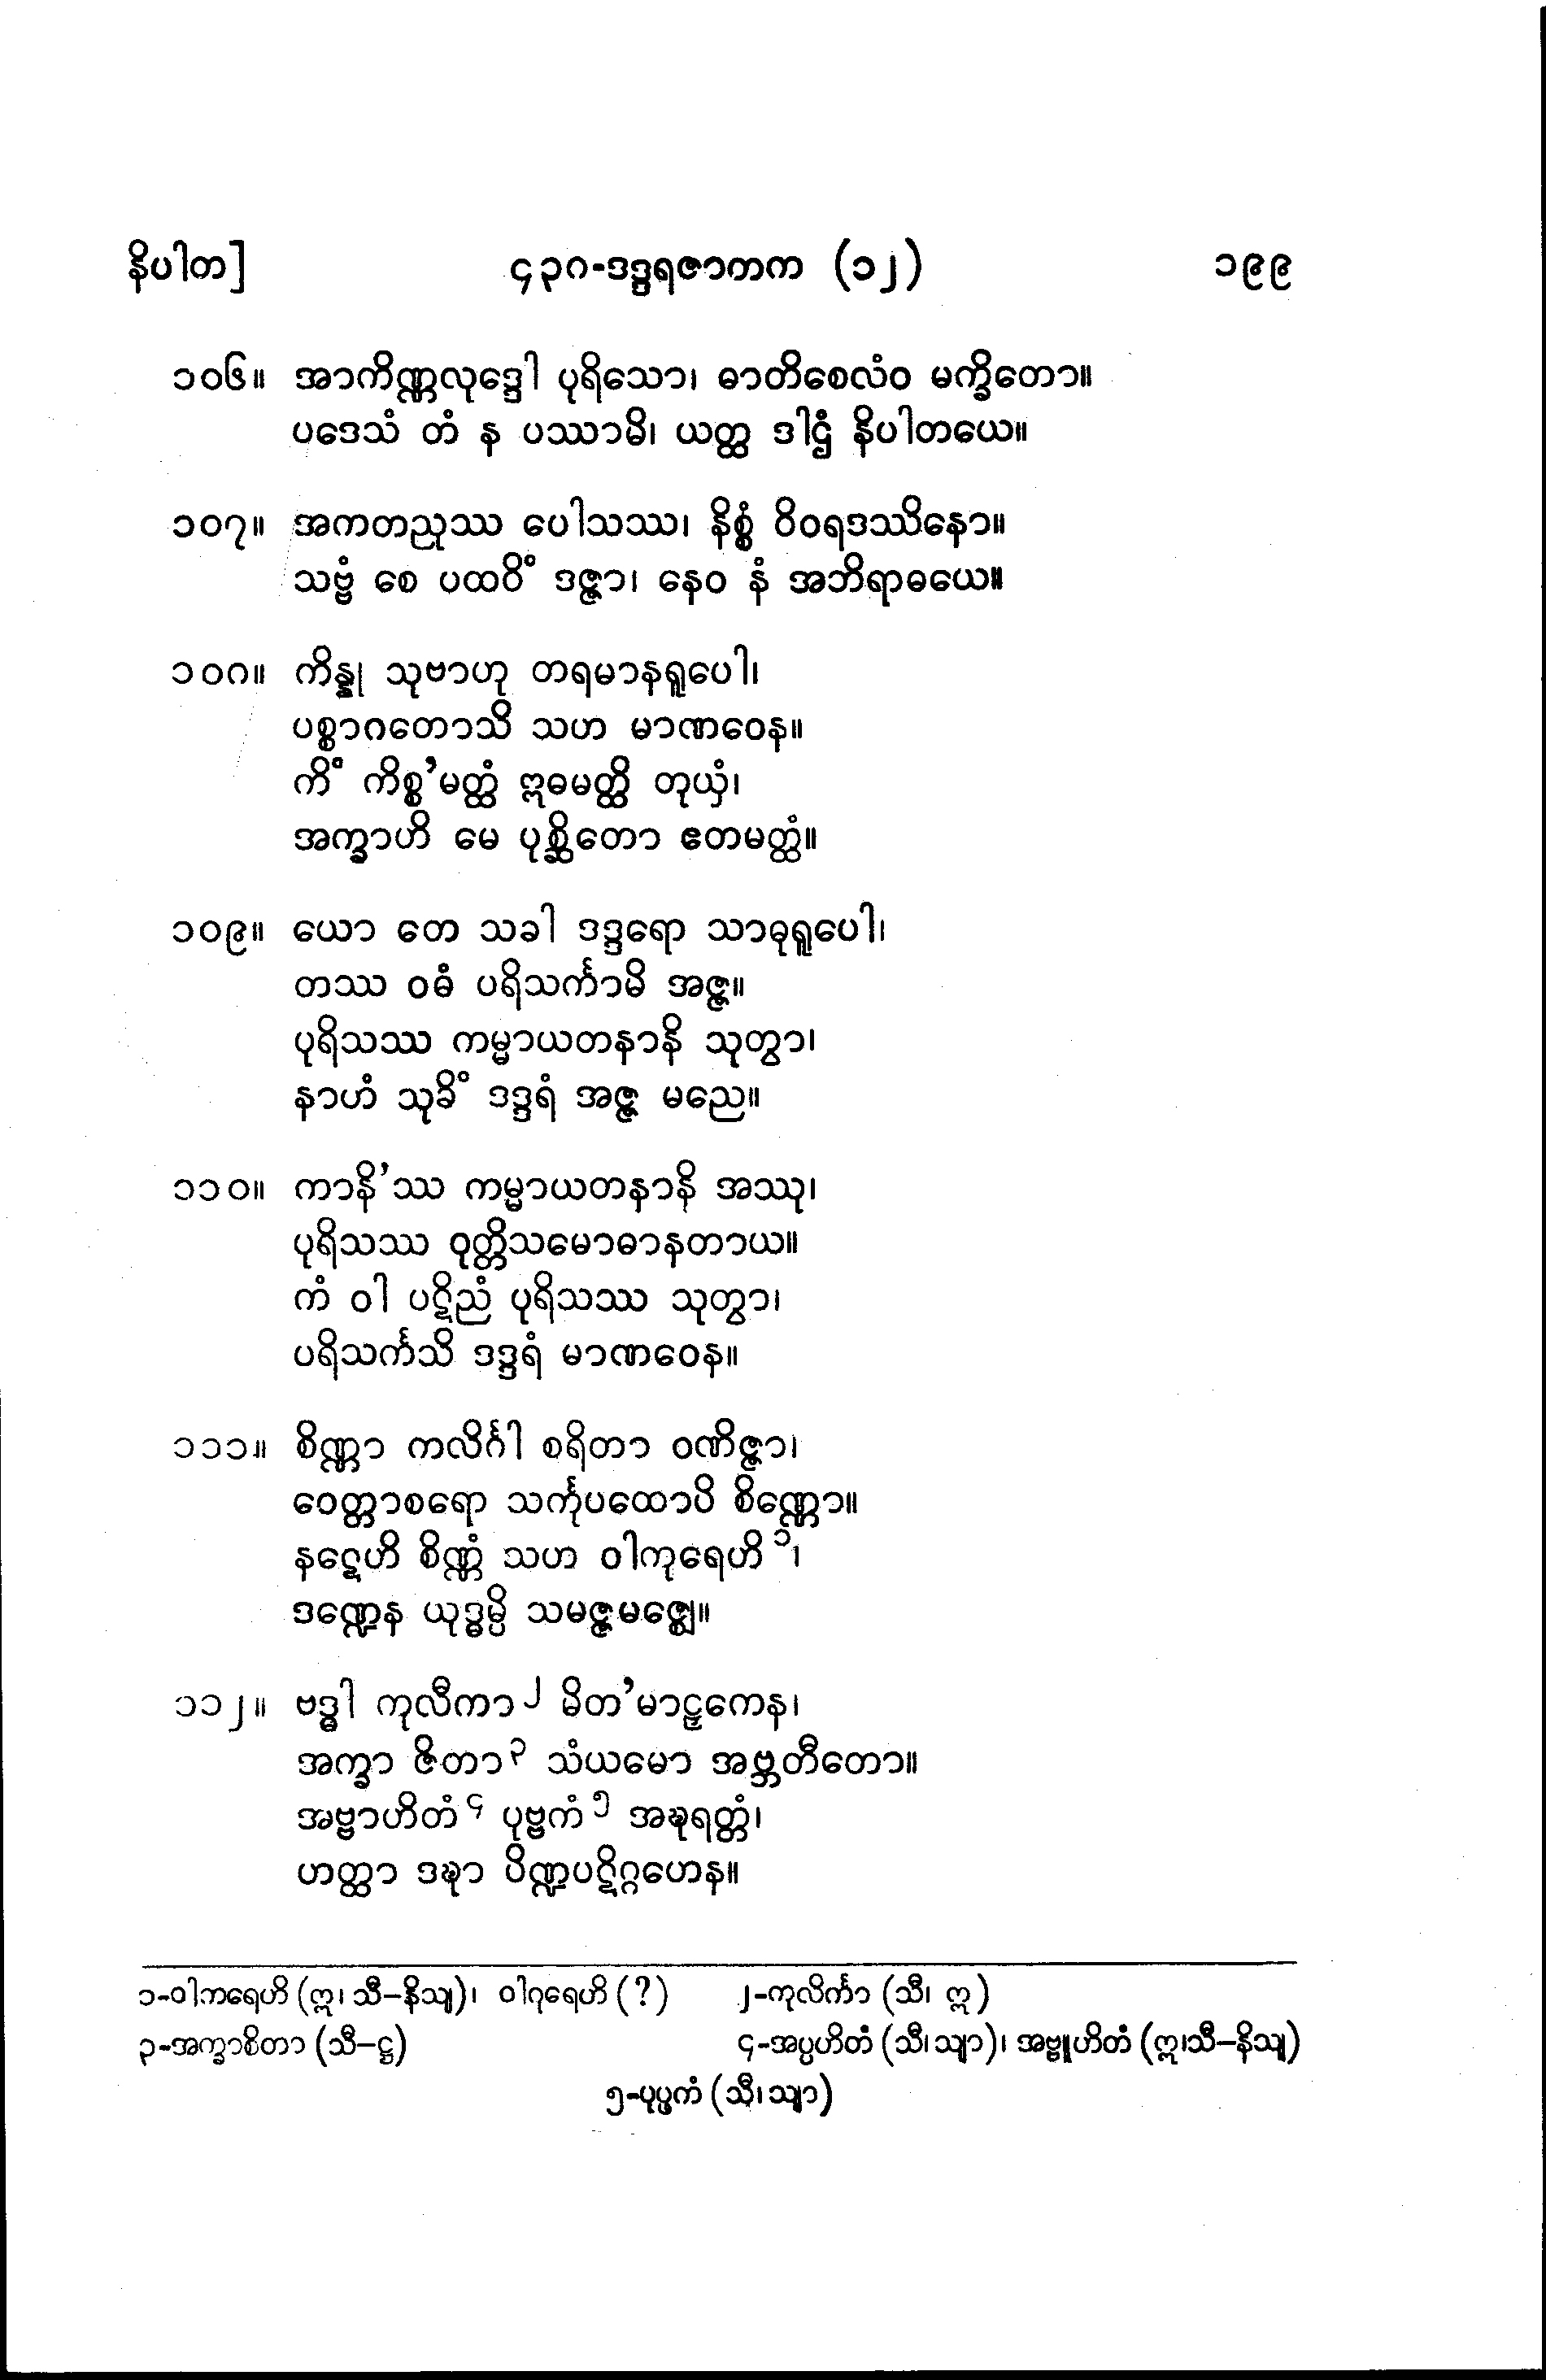 နိပါတ]	၄၃၈-ဒဒ္ဒရဇာတက (၁၂)	၁၉၉
၁၀၆။ အာကိဏ္ဏလုဒ္ဒေါ ပုရိသော၊ ဓာတိစေလံဝ မက္ခိတော။
ပဒေသံ တံ န ပဿာမိ၊ ယတ္ထ ဒါဌံ နိပါတယေ။
၁၀၇။ အကတညုဿ ပေါသဿ၊ နိစ္စံ ဝိဝရဒဿိနော။
သဗ္ဗံ စေ ပထဝိံ ဒဇ္ဇာ၊ နေဝ နံ အဘိရာဓယေ။
၁၀၈။ ကိန္နု သုဗာဟု တရမာနရူပေါ၊
ပစ္စာဂတောသိ သဟ မာဏဝေန။
ကိံ ကိစ္စ’မတ္ထံ ဣဓမတ္ထိ တုယှံ၊
အက္ခာဟိ မေ ပုစ္ဆိတော ဧတမတ္ထံ။
၁၀၉။ ယော တေ သခါ ဒဒ္ဒရော သာဓုရူပေါ၊
တဿ ဝဓံ ပရိသင်္ကာမိ အဇ္ဇ။
ပုရိသဿ ကမ္မာယတနာနိ သုတွာ၊
နာဟံ သုခိံ ဒဒ္ဒရံ အဇ္ဇ မညေ။
၁၁၀။ ကာနိ’ဿ ကမ္မာယတနာနိ အဿု၊
ပုရိသဿ ဝုတ္တိသမောဓာနတာယ။
ကံ ဝါ ပဋိညံ ပုရိသဿ သုတွာ၊
ပရိသင်္ကသိ ဒဒ္ဒရံ မာဏဝေန။
၁၁၁။ စိဏ္ဏာ ကလိင်္ဂါ စရိတာ ဝဏိဇ္ဇာ၊
ဝေတ္တာစရော သင်္ကုပထောပိ စိဏ္ဏော။
နဋေဟိ စိဏ္ဏံ သဟ ဝါကုရေဟိ ၁၊
ဒဏ္ဍေန ယုဒ္ဓမ္ပိ သမဇ္ဇမဇ္ဈေ။
၁၁၂။ ဗဒ္ဓါ ကုလီကာ၂ မိတ’မာဠှကေန၊
အက္ခာ ဇိတာ၃ သံယမော အဗ္ဘတီတော။
အဗ္ဗာဟိတံ၄ ပုဗ္ဗကံ၅ အဍ္ဎရတ္တံ၊
ဟတ္ထာ ဒဍ္ဎာ ပိဏ္ဍပဋိဂ္ဂဟေန။
၁-ဝါကရေဟိ (ဣ၊ သီ–နိသျ)၊ ဝါဂုရေဟိ (?)	၂-ကုလိင်္ကာ (သီ၊ ဣ)
၃-အက္ခာစိတာ (သီ–ဋ္ဌ)	၄-အပ္ပဟိတံ (သီ၊သျာ)၊ အဗ္ဗူဟိတံ (ဣ၊သီ–နိသျ)
၅-ပုပ္ဖကံ (သီ၊သျာ)